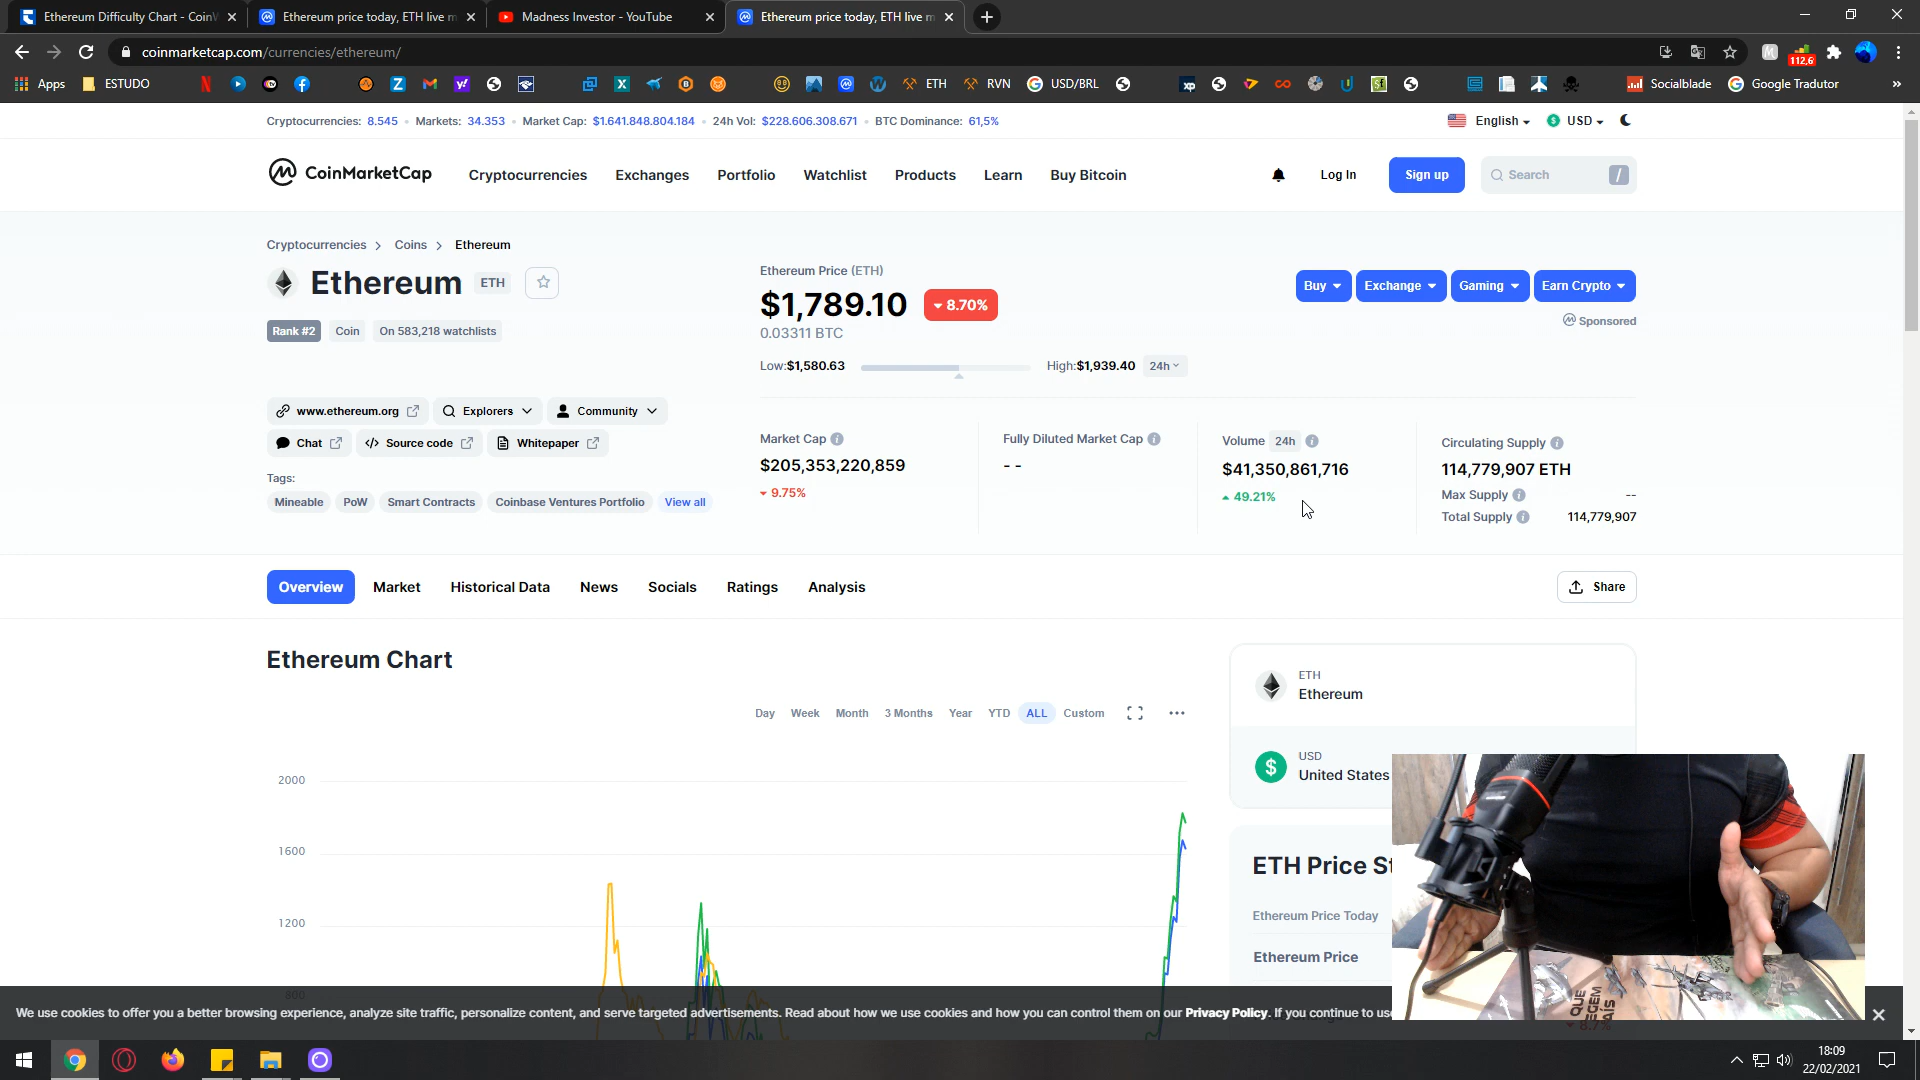 Ethereum Difficulty Chart - CoinW
Ethereum price today, ETH live m
Madness Investor - YouTube
Ethereum price today, ETH live m
coinmarketcap.com/currencies/ethereum/
112,6
Apps
ESTUDO
ETH
RVN
USD/BRL
Socialblade
Google Tradutor
Cryptocurrencies: 8.545 • Markets: 34.353 • Market Cap: $1.641.848.804.184 • 24h Vol: $228.606.308.671 • BTC Dominance: 61,5%
English
USD
CoinMarketCap
Cryptocurrencies
Exchanges
Portfolio
Watchlist
Products
Learn
Buy Bitcoin
Log In
Sign up
Search
/
Cryptocurrencies > Coins > Ethereum
Ethereum
ETH
Rank #2
Coin
On 583,218 watchlists
Ethereum Price (ETH)
$1,789.10
8.70%
0.03311 BTC
Low:$1,580.63
High:$1,939.40
24h
Buy
Exchange
Gaming
Earn Crypto
Sponsored
www.ethereum.org
Explorers
Community
Chat
Source code
Whitepaper
Tags:
Mineable
PoW
Smart Contracts
Coinbase Ventures Portfolio
View all
Market Cap
$205,353,220,859
9.75%
Fully Diluted Market Cap
- -
Volume 24h
$41,350,861,716
49.21%
Circulating Supply
114,779,907 ETH
Max Supply --
Total Supply 114,779,907
Overview
Market
Historical Data
News
Socials
Ratings
Analysis
Share
Ethereum Chart
Day
Week
Month
3 Months
Year
YTD
ALL
Custom
2000
1600
1200
800
ETH
Ethereum
USD
United States
ETH Price St
Ethereum Price Today
Ethereum Price
We use cookies to offer you a better browsing experience, analyze site traffic, personalize content, and serve targeted advertisements. Read about how we use cookies and how you can control them on our Privacy Policy. If you continue to us
18:09
22/02/2021